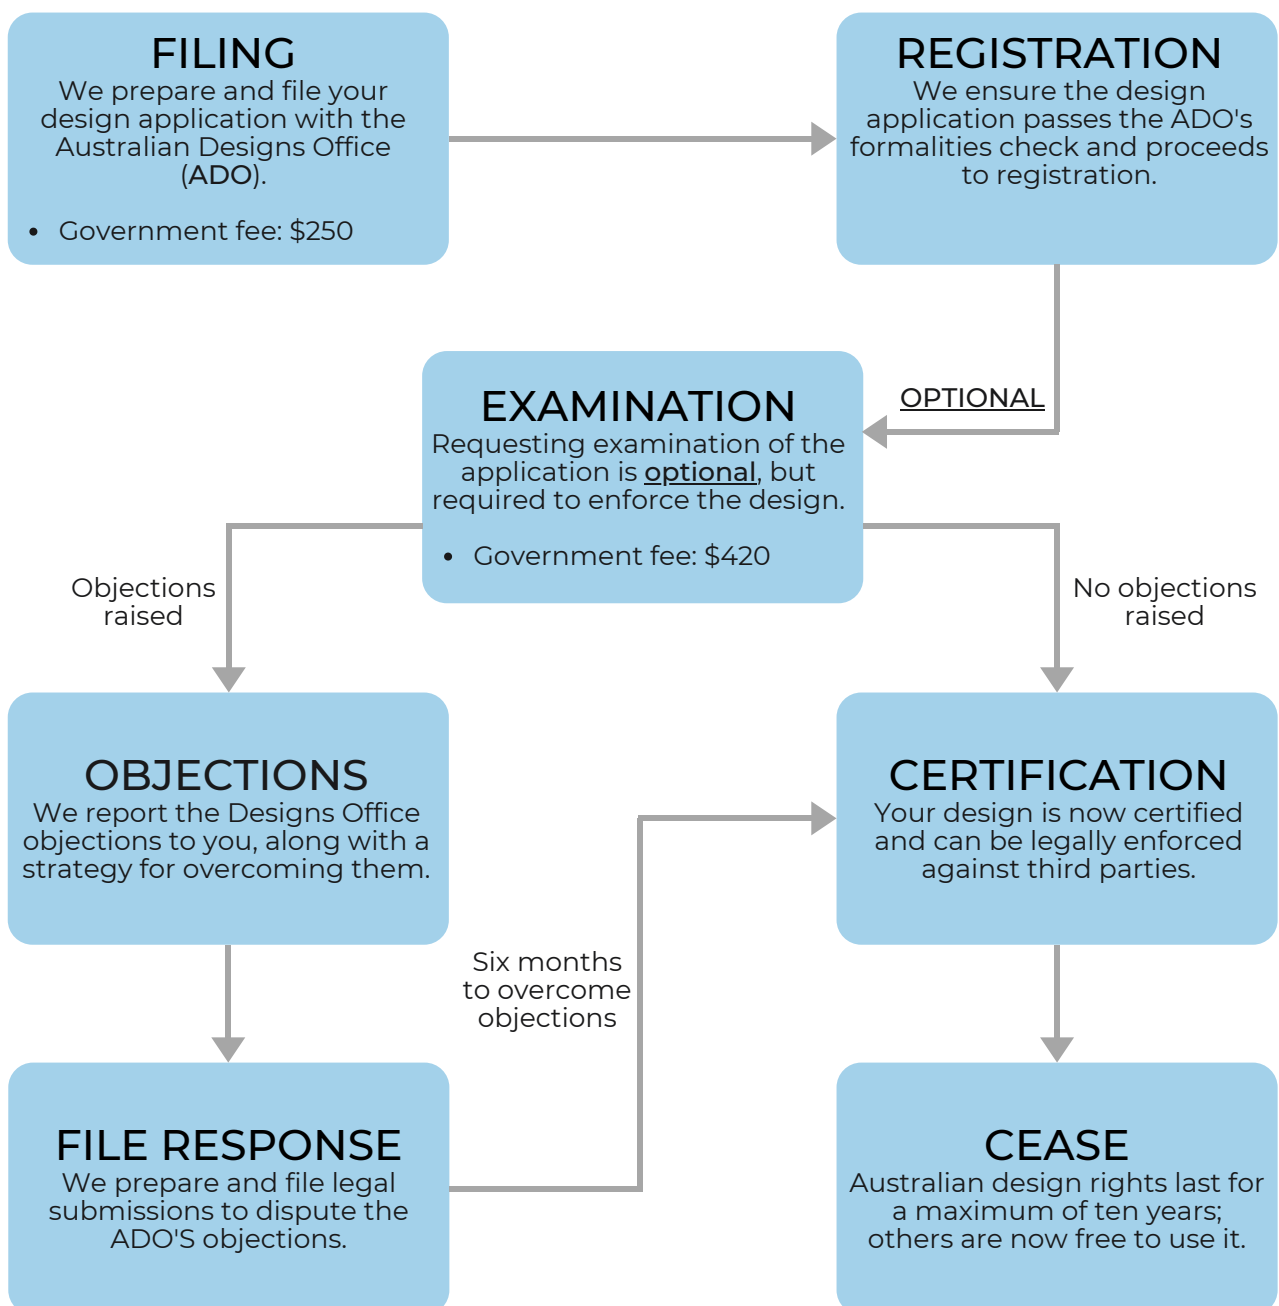 FILING
We prepare and file your
design application with the
Australian Designs Office
(ADO).
• Government fee: $250
REGISTRATION
We ensure the design
application passes the ADO's
formalities check and proceeds
to registration.
OPTIONAL
EXAMINATION
Requesting examination of the
application is optional, but
required to enforce the design.
• Government fee: $420
Objections
raised
No objections
raised
OBJECTIONS
We report the Designs Office
objections to you, along with a
strategy for overcoming them.
CERTIFICATION
Your design is now certified
and can be legally enforced
against third parties.
Six months
to overcome
objections
FILE RESPONSE
We prepare and file legal
submissions to dispute the
ADO'S objections.
CEASE
Australian design rights last for
a maximum of ten years;
others are now free to use it.